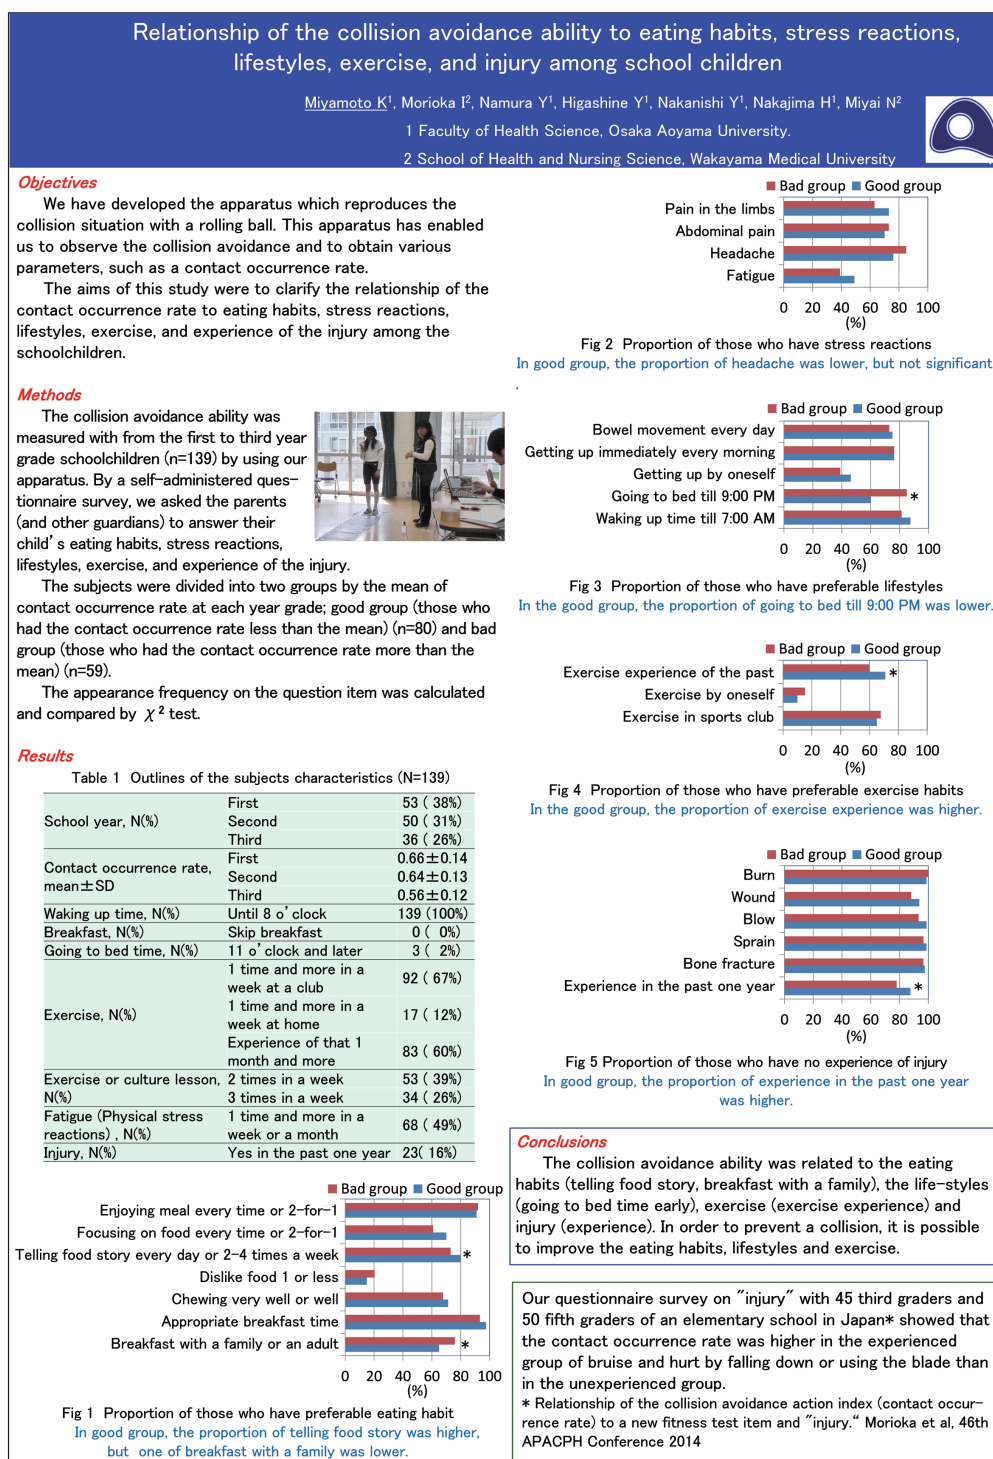 Relationship of the collision avoidance ability to eating habits, stress reactions,
lifestyles, exercise, and injury among school children
Miyamoto K¹, Morioka I², Namura Y¹, Higashine Y¹, Nakanishi Y¹, Nakajima H¹, Miyai N²
1 Faculty of Health Science, Osaka Aoyama University.
2 School of Health and Nursing Science, Wakayama Medical University
Objectives
We have developed the apparatus which reproduces the
collision situation with a rolling ball. This apparatus has enabled
us to observe the collision avoidance and to obtain various
parameters, such as a contact occurrence rate.
The aims of this study were to clarify the relationship of the
contact occurrence rate to eating habits, stress reactions,
lifestyles, exercise, and experience of the injury among the
schoolchildren.
Methods
The collision avoidance ability was
measured with from the first to third year
grade schoolchildren (n=139) by using our
apparatus. By a self-administered ques-
tionnaire survey, we asked the parents
(and other guardians) to answer their
child's eating habits, stress reactions,
lifestyles, exercise, and experience of the injury.
The subjects were divided into two groups by the mean of
contact occurrence rate at each year grade; good group (those who
had the contact occurrence rate less than the mean) (n=80) and bad
group (those who had the contact occurrence rate more than the
mean) (n=59).
The appearance frequency on the question item was calculated
and compared by χ² test.
Results
Table 1 Outlines of the subjects characteristics (N=139)
School year, N(%) First 53 ( 38%)
Second 50 ( 31%)
Third 36 ( 26%)
Contact occurrence rate, mean±SD First 0.66±0.14
Second 0.64±0.13
Third 0.56±0.12
Waking up time, N(%) Until 8 o'clock 139 (100%)
Breakfast, N(%) Skip breakfast 0 ( 0%)
Going to bed time, N(%) 11 o'clock and later 3 ( 2%)
Exercise, N(%) 1 time and more in a week at a club 92 ( 67%)
1 time and more in a week at home 17 ( 12%)
Experience of that 1 month and more 83 ( 60%)
Exercise or culture lesson, N(%) 2 times in a week 53 ( 39%)
3 times in a week 34 ( 26%)
Fatigue (Physical stress reactions) , N(%) 1 time and more in a week or a month 68 ( 49%)
Injury, N(%) Yes in the past one year 23( 16%)
Bad group Good group
Enjoying meal every time or 2-for-1
Focusing on food every time or 2-for-1
Telling food story every day or 2-4 times a week *
Dislike food 1 or less
Chewing very well or well
Appropriate breakfast time
Breakfast with a family or an adult *
0 20 40 60 80 100
(%)
Fig 1 Proportion of those who have preferable eating habit
In good group, the proportion of telling food story was higher,
but one of breakfast with a family was lower.
Bad group Good group
Pain in the limbs
Abdominal pain
Headache
Fatigue
0 20 40 60 80 100
(%)
Fig 2 Proportion of those who have stress reactions
In good group, the proportion of headache was lower, but not significant
.
Bad group Good group
Bowel movement every day
Getting up immediately every morning
Getting up by oneself
Going to bed till 9:00 PM *
Waking up time till 7:00 AM
0 20 40 60 80 100
(%)
Fig 3 Proportion of those who have preferable lifestyles
In the good group, the proportion of going to bed till 9:00 PM was lower.
Bad group Good group
Exercise experience of the past *
Exercise by oneself
Exercise in sports club
0 20 40 60 80 100
(%)
Fig 4 Proportion of those who have preferable exercise habits
In the good group, the proportion of exercise experience was higher.
Bad group Good group
Burn
Wound
Blow
Sprain
Bone fracture
Experience in the past one year *
0 20 40 60 80 100
(%)
Fig 5 Proportion of those who have no experience of injury
In good group, the proportion of experience in the past one year
was higher.
Conclusions
The collision avoidance ability was related to the eating
habits (telling food story, breakfast with a family), the life-styles
(going to bed time early), exercise (exercise experience) and
injury (experience). In order to prevent a collision, it is possible
to improve the eating habits, lifestyles and exercise.
Our questionnaire survey on "injury" with 45 third graders and
50 fifth graders of an elementary school in Japan* showed that
the contact occurrence rate was higher in the experienced
group of bruise and hurt by falling down or using the blade than
in the unexperienced group.
* Relationship of the collision avoidance action index (contact occur-
rence rate) to a new fitness test item and "injury." Morioka et al, 46th
APACPH Conference 2014